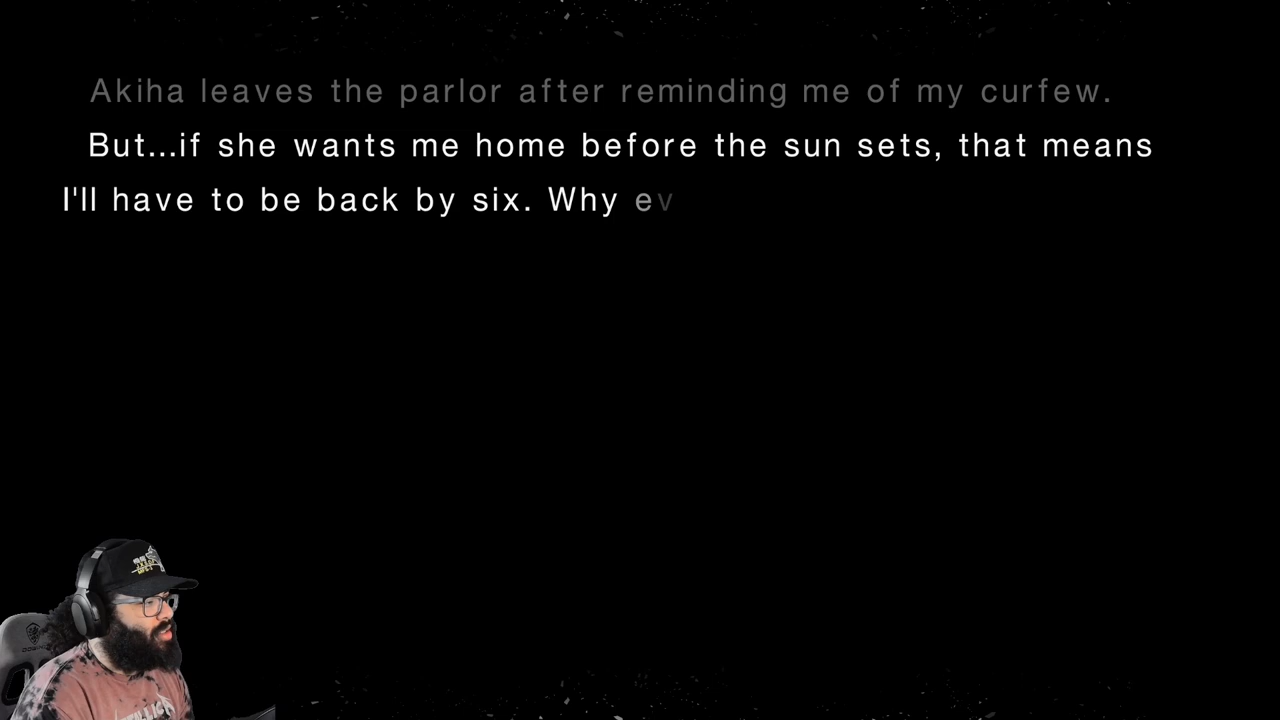 Akiha leaves the parlor after reminding me of my curfew.
But...if she wants me home before the sun sets, that means
I'll have to be back by six. Why ev